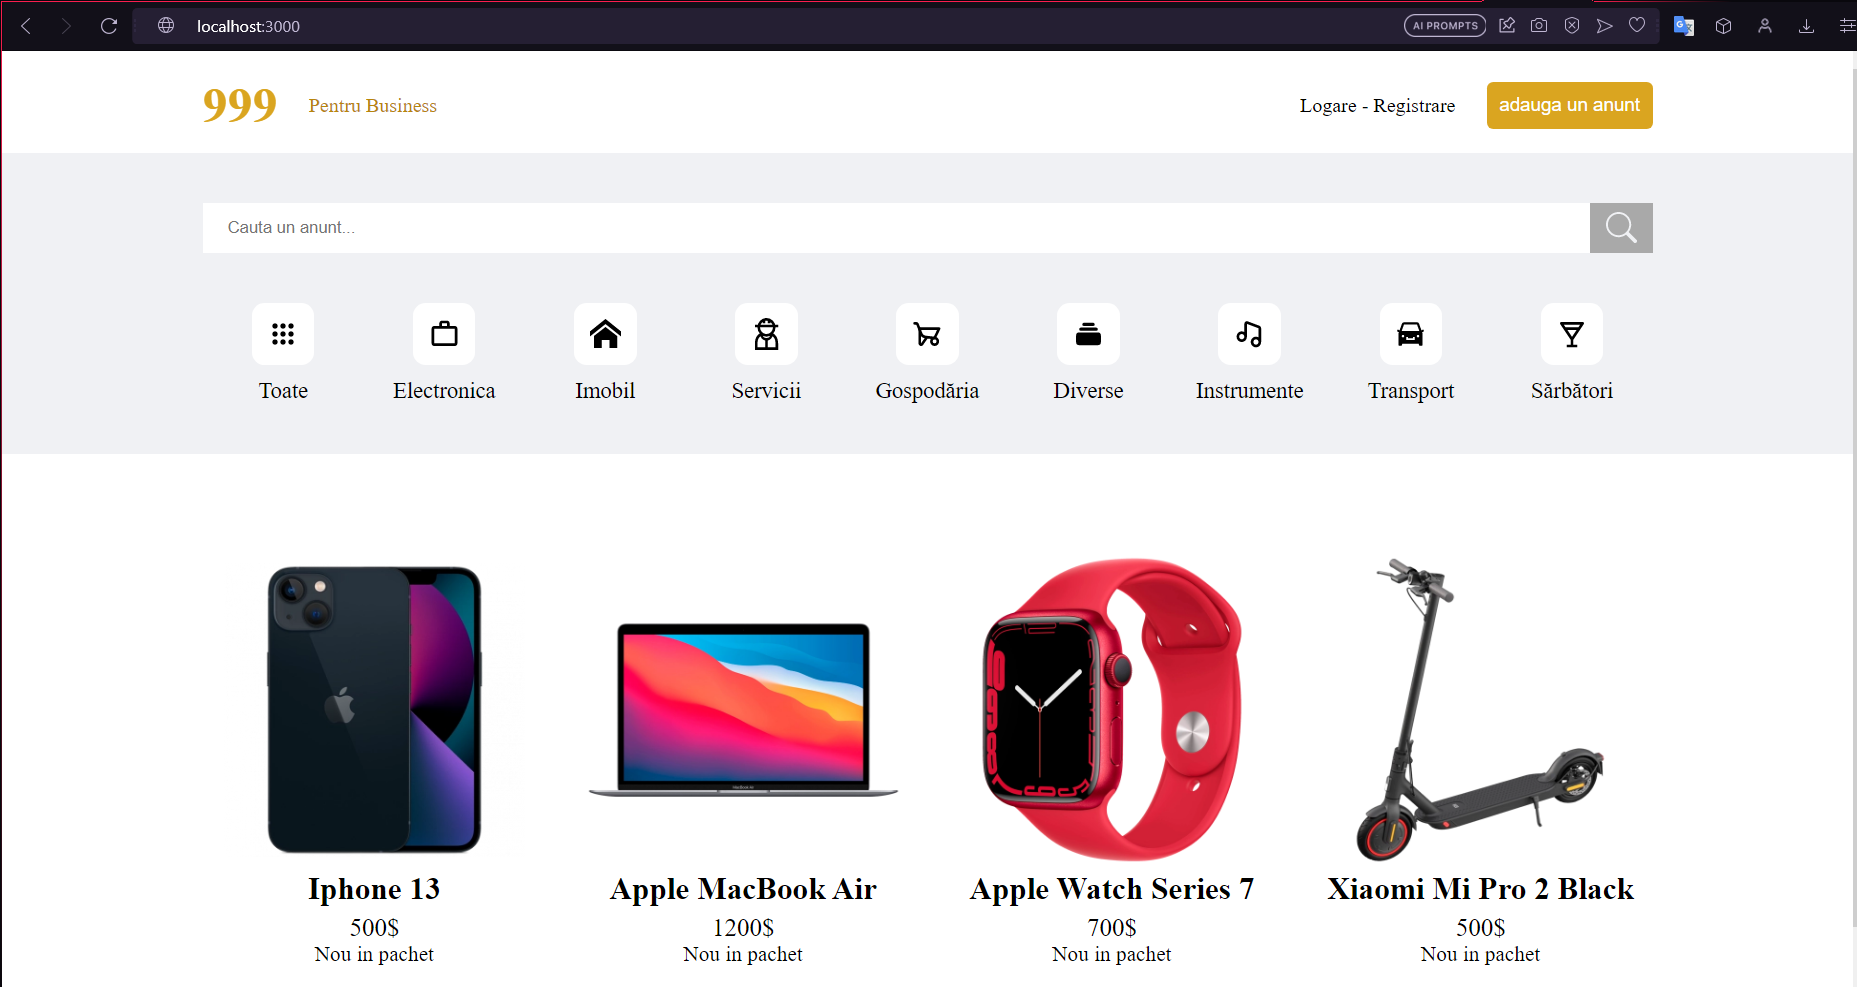 localhost:3000
AI PROMPTS
999
Pentru Business
Logare - Registrare
adauga un anunt
Cauta un anunt...
Toate
Electronica
Imobil
Servicii
Gospodăria
Diverse
Instrumente
Transport
Sărbători
Iphone 13
500$
Nou in pachet
Apple MacBook Air
1200$
Nou in pachet
Apple Watch Series 7
700$
Nou in pachet
Xiaomi Mi Pro 2 Black
500$
Nou in pachet